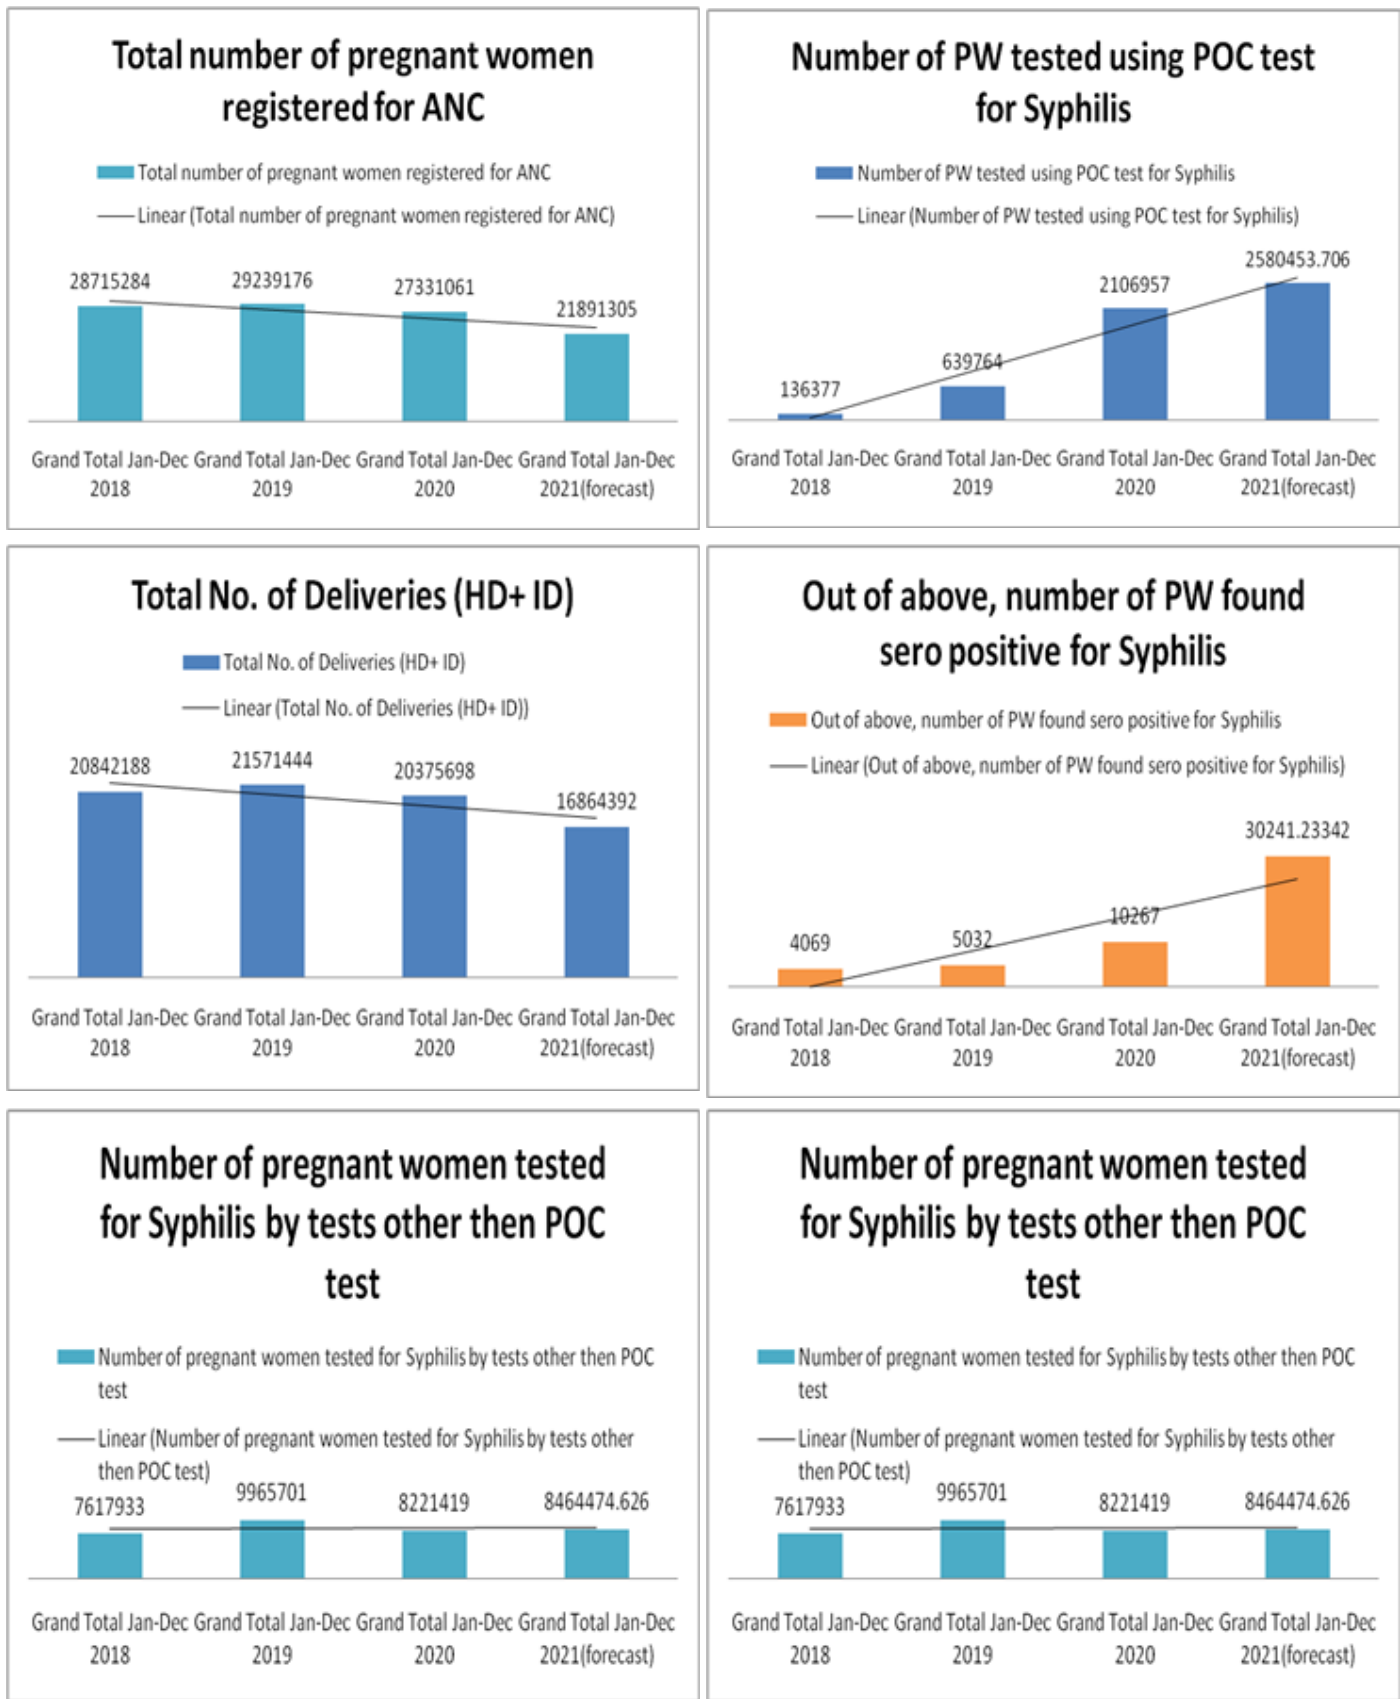 Total number of pregnant women
registered for ANC
Total number of pregnant women registered for ANC
Linear (Total number of pregnant women registered for ANC)
28715284
29239176
27331061
21891305
Grand Total Jan-Dec Grand Total Jan-Dec Grand Total Jan-Dec Grand Total Jan-Dec
2018 2019 2020 2021(forecast)
Number of PW tested using POC test
for Syphilis
Number of PW tested using POC test for Syphilis
Linear (Number of PW tested using POC test for Syphilis)
136377
639764
2106957
2580453.706
Grand Total Jan-Dec Grand Total Jan-Dec Grand Total Jan-Dec Grand Total Jan-Dec
2018 2019 2020 2021(forecast)
Total No. of Deliveries (HD+ ID)
Total No. of Deliveries (HD+ ID)
Linear (Total No. of Deliveries (HD+ ID))
20842188
21571444
20375698
16864392
Grand Total Jan-Dec Grand Total Jan-Dec Grand Total Jan-Dec Grand Total Jan-Dec
2018 2019 2020 2021(forecast)
Out of above, number of PW found
sero positive for Syphilis
Out of above, number of PW found sero positive for Syphilis
Linear (Out of above, number of PW found sero positive for Syphilis)
4069
5032
10267
30241.23342
Grand Total Jan-Dec Grand Total Jan-Dec Grand Total Jan-Dec Grand Total Jan-Dec
2018 2019 2020 2021(forecast)
Number of pregnant women tested
for Syphilis by tests other then POC
test
Number of pregnant women tested for Syphilis by tests other then POC
test
Linear (Number of pregnant women tested for Syphilis by tests other
then POC test)
7617933
9965701
8221419
8464474.626
Grand Total Jan-Dec Grand Total Jan-Dec Grand Total Jan-Dec Grand Total Jan-Dec
2018 2019 2020 2021(forecast)
Number of pregnant women tested
for Syphilis by tests other then POC
test
Number of pregnant women tested for Syphilis by tests other then POC
test
Linear (Number of pregnant women tested for Syphilis by tests other
then POC test)
7617933
9965701
8221419
8464474.626
Grand Total Jan-Dec Grand Total Jan-Dec Grand Total Jan-Dec Grand Total Jan-Dec
2018 2019 2020 2021(forecast)